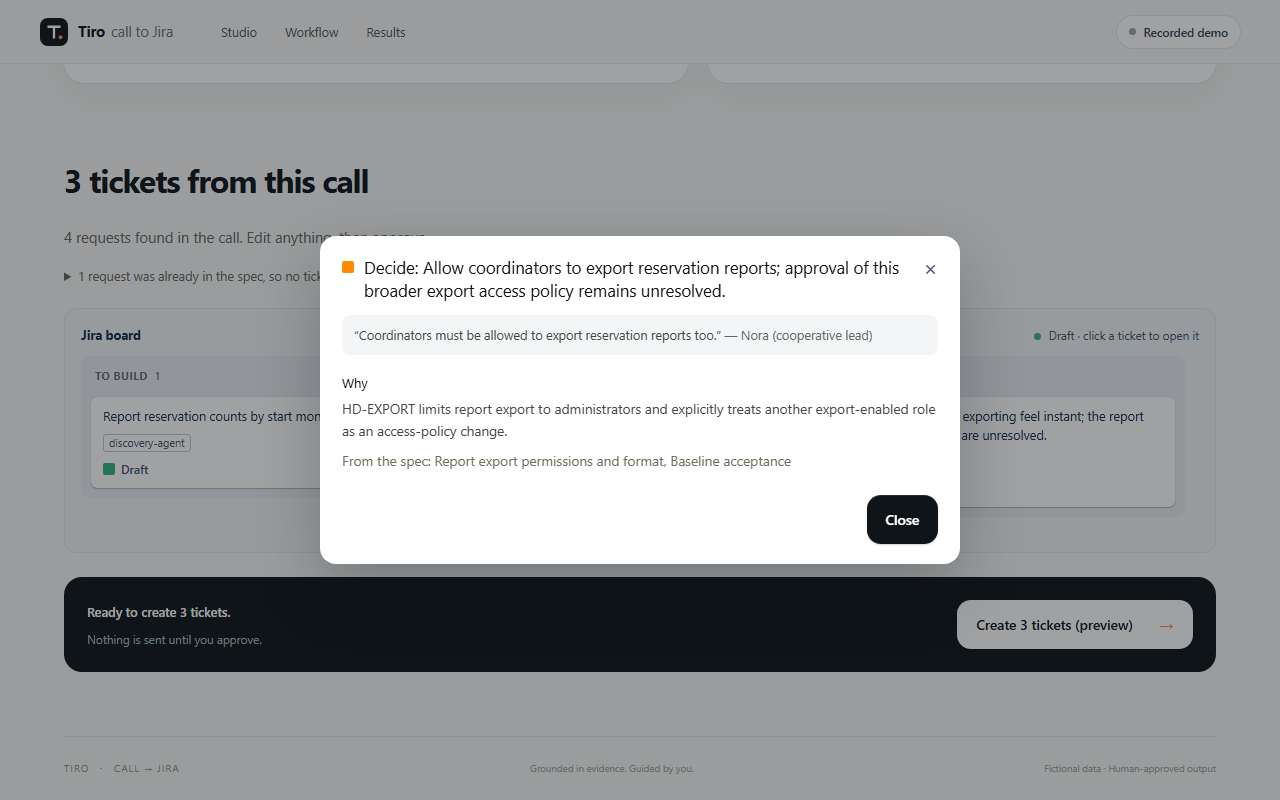 Tiro call to Jira
Studio
Workflow
Results
Recorded demo
3 tickets from this call
4 requests found in the call. Edit anything, then approve.
1 request was already in the spec, so no tick
Jira board
Draft · click a ticket to open it
TO BUILD 1
Report reservation counts by start mon
discovery-agent
Draft
exporting feel instant; the report
are unresolved.
Decide: Allow coordinators to export reservation reports; approval of this
broader export access policy remains unresolved.
×
“Coordinators must be allowed to export reservation reports too.” — Nora (cooperative lead)
Why
HD-EXPORT limits report export to administrators and explicitly treats another export-enabled role
as an access-policy change.
From the spec: Report export permissions and format, Baseline acceptance
Close
Ready to create 3 tickets.
Nothing is sent until you approve.
Create 3 tickets (preview) →
TIRO · CALL → JIRA
Grounded in evidence. Guided by you.
Fictional data · Human-approved output